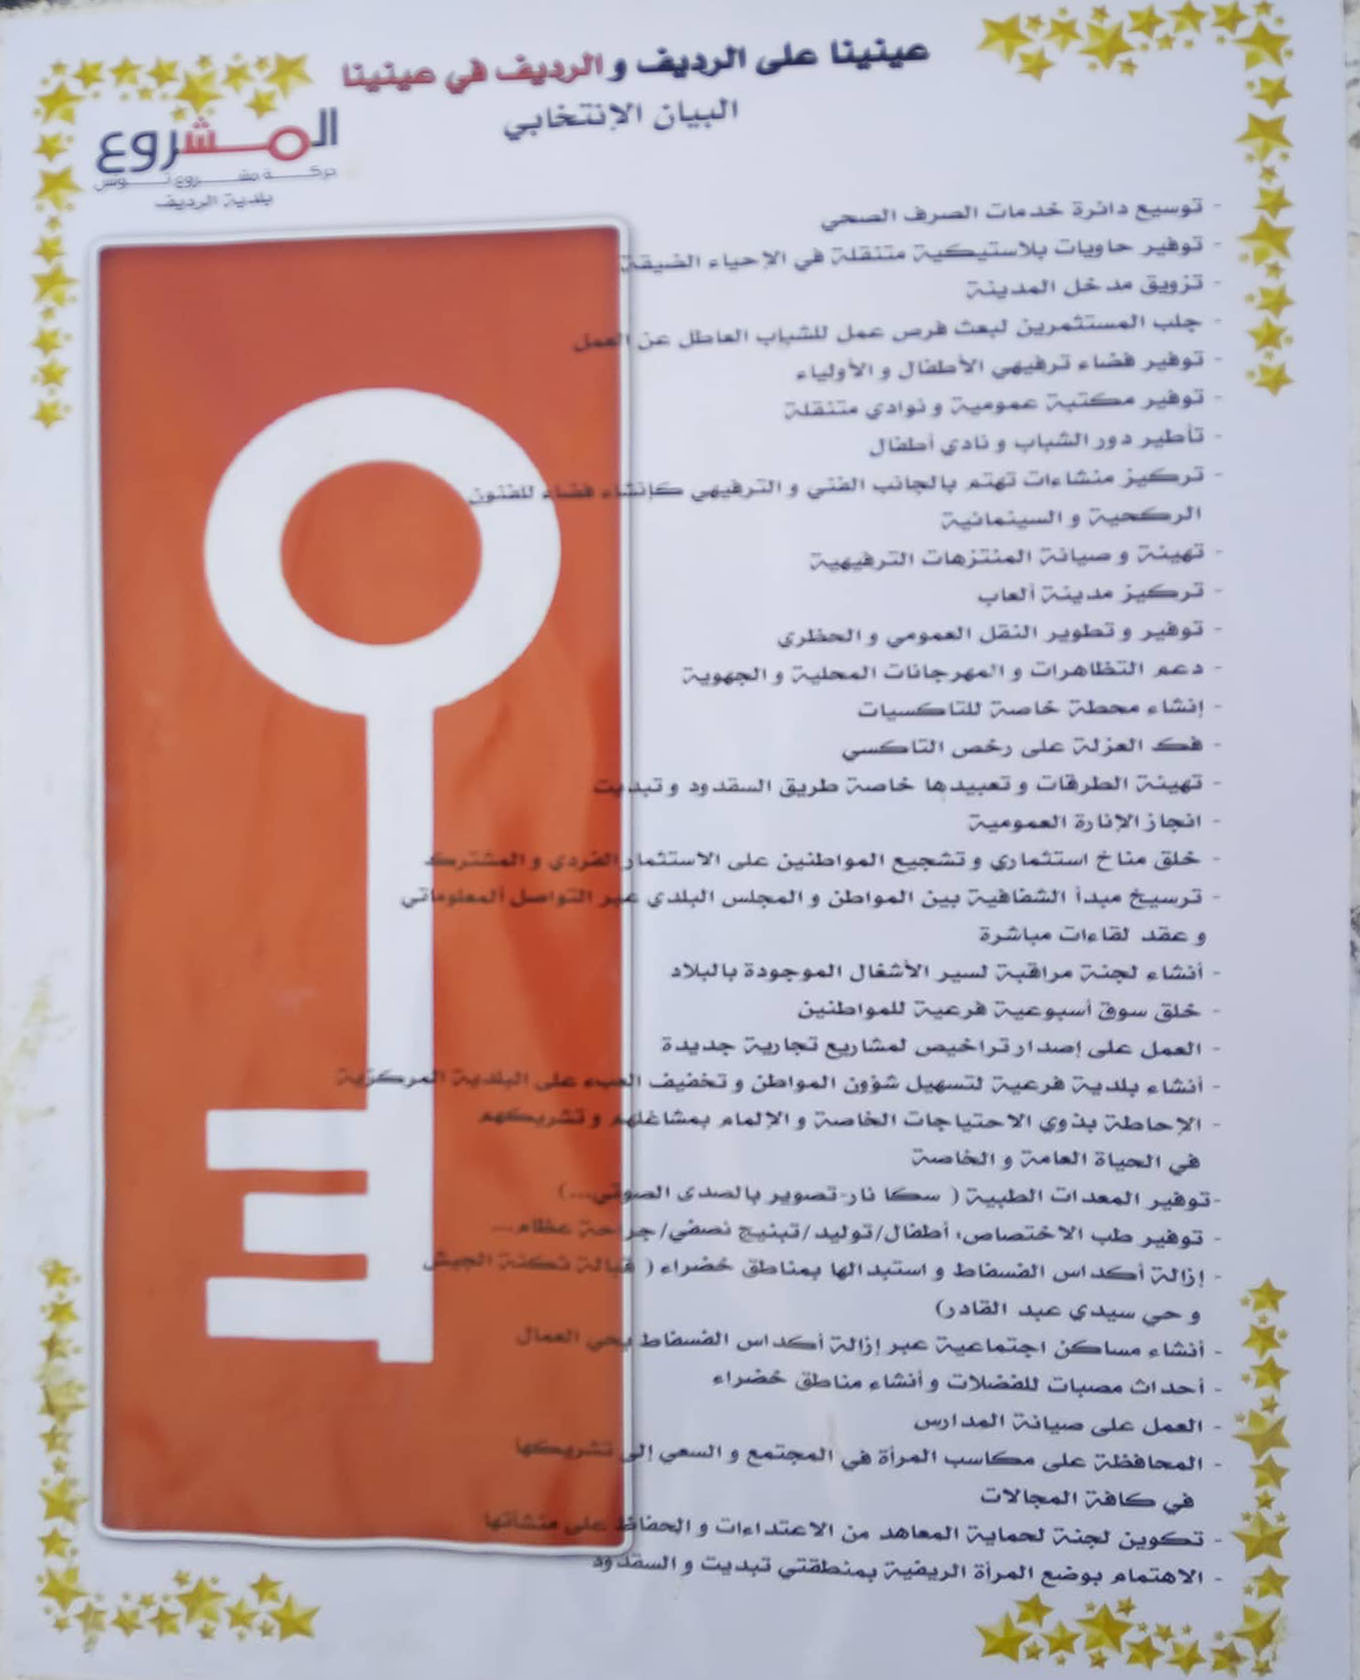 عينينا على الرديف و الرديف في عينينا
البيان الإنتخابي
المشروع
حركة مشروع تونس
بلدية الرديف
- توسيع دائرة خدمات الصرف الصحي
- توفير حاويات بلاستيكية متنقلة في الإحياء الضيقة
- تزويق مدخل المدينة
- جلب المستثمرين لبعث فرص عمل للشباب العاطل عن العمل
- توفير فضاء ترفيهي الأطفال و الأولياء
- توفير مكتبة عمومية و نوادي متنقلة
- تأطير دور الشباب و نادي أطفال
- تركيز منشاءات تهتم بالجانب الفني و الترفيهي كإنشاء فضاء للفنون
الركحية و السينمائية
- تهيئة و صيانة المنتزهات الترفيهية
- تركيز مدينة ألعاب
- توفير و تطوير النقل العمومي و الحظري
- دعم التظاهرات و المهرجانات المحلية و الجهوية
- إنشاء محطة خاصة للتاكسيات
- فك العزلة على رخص التاكسي
- تهيئة الطرقات و تعبيدها خاصة طريق السقدود و تبديت
- انجاز الإنارة العمومية
- خلق مناخ استثماري و تشجيع المواطنين على الاستثمار الفردي و المشترك
- ترسيخ مبدأ الشفافية بين المواطن و المجلس البلدي عبر التواصل ألمعلوماتي
و عقد لقاءات مباشرة
- أنشاء لجنة مراقبة لسير الأشغال الموجودة بالبلاد
- خلق سوق أسبوعية فرعية للمواطنين
- العمل على إصدار تراخيص لمشاريع تجارية جديدة
- أنشاء بلدية فرعية لتسهيل شؤون المواطن و تخفيف العبء على البلدية المركزية
- الإحاطة بذوي الاحتياجات الخاصة و الإلمام بمشاغلهم و تشريكهم
في الحياة العامة و الخاصة
-توفير المعدات الطبية ( سكا نار-تصوير بالصدى الصوتي...)
- توفير طب الاختصاص: أطفال/توليد/تبنيج نصفي/جراحة عظام...
- إزالة أكداس الفسفاط و استبدالها بمناطق خضراء ( قبالة ثكنة الجيش
و حي سيدي عبد القادر)
- أنشاء مساكن اجتماعية عبر إزالة أكداس الفسفاط بحي العمال
- أحداث مصبات للفضلات و أنشاء مناطق خضراء
- العمل على صيانة المدارس
- المحافظة على مكاسب المرأة في المجتمع و السعي إلى تشريكها
في كافة المجالات
- تكوين لجنة لحماية المعاهد من الاعتداءات و الحفاظ على منشأتها
- الاهتمام بوضع المرأة الريفية بمنطقتي تبديت و السقدود